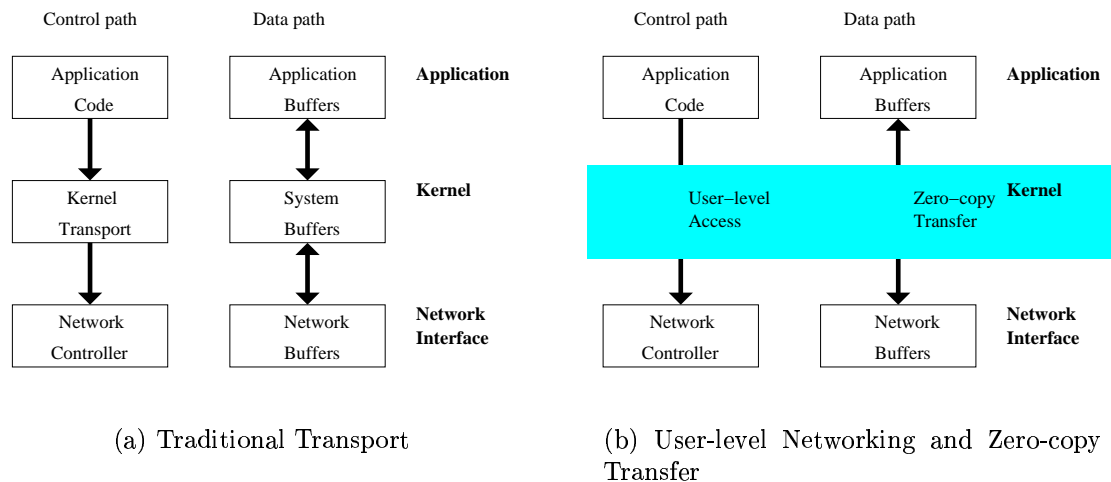 Control path
Data path
Application
Code
Application
Buffers
Application
Kernel
Transport
System
Buffers
Kernel
Network
Controller
Network
Buffers
Network
Interface
(a) Traditional Transport
Control path
Data path
Application
Code
Application
Buffers
Application
User−level
Access
Zero−copy
Transfer
Kernel
Network
Controller
Network
Buffers
Network
Interface
(b) User-level Networking and Zero-copy
Transfer